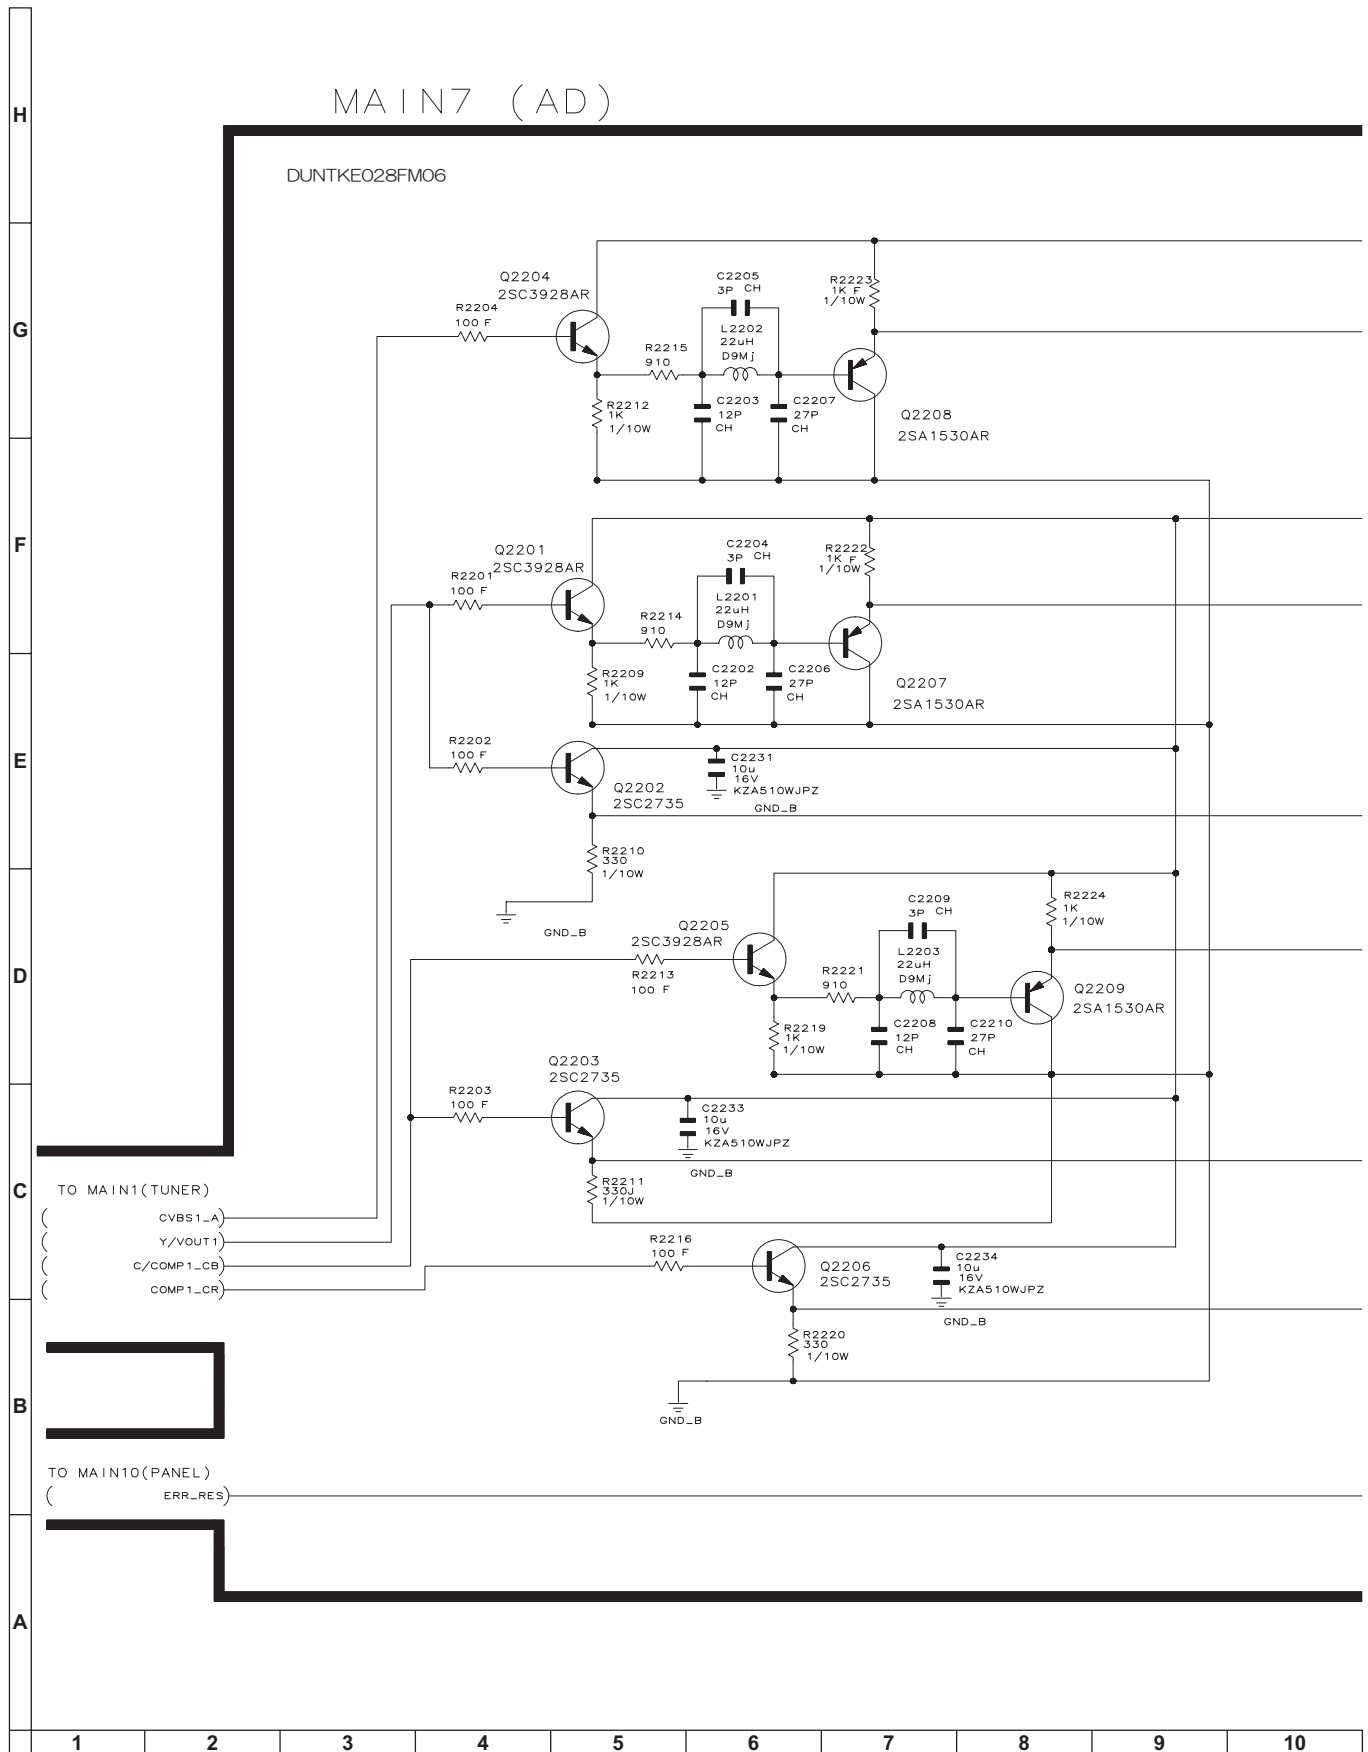 H
MAIN7 (AD)
DUNTKE028FM06
G
Q2204
2SC3928AR
R2204
100 F
C2205
3P CH
L2202
22uH
D9Mj
R2223
1K F
1/10W
R2215
910
R2212
1K
1/10W
C2203
12P
CH
C2207
27P
CH
Q2208
2SA1530AR
F
Q2201
2SC3928AR
R2201
100 F
C2204
3P CH
L2201
22uH
D9Mj
R2222
1K F
1/10W
R2214
910
R2209
1K
1/10W
C2202
12P
CH
C2206
27P
CH
Q2207
2SA1530AR
E
R2202
100 F
Q2202
2SC2735
C2231
10u
16V
KZA510WJPZ
GND_B
R2210
330
1/10W
GND_B
D
Q2205
2SC3928AR
R2213
100 F
C2209
3P CH
L2203
22uH
D9Mj
R2224
1K
1/10W
R2221
910
Q2209
2SA1530AR
R2219
1K
1/10W
C2208
12P
CH
C2210
27P
CH
Q2203
2SC2735
R2203
100 F
C2233
10u
16V
KZA510WJPZ
GND_B
C
R2211
330J
1/10W
TO MAIN1(TUNER)
( CVBS1_A)
( Y/VOUT1)
( C/COMP1_CB)
( COMP1_CR)
R2216
100 F
Q2206
2SC2735
C2234
10u
16V
KZA510WJPZ
GND_B
R2220
330
1/10W
B
GND_B
TO MAIN10(PANEL)
( ERR_RES)
A
1 2 3 4 5 6 7 8 9 10